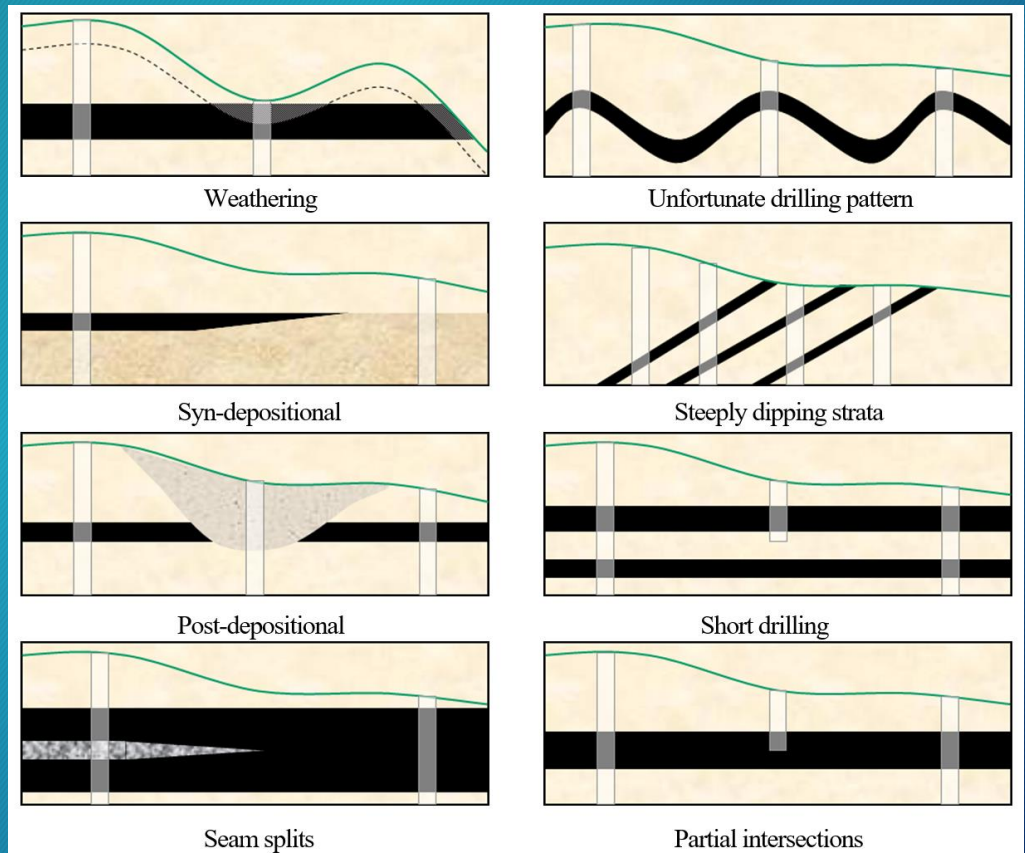 Weathering
Unfortunate drilling pattern
Syn-depositional
Steeply dipping strata
Post-depositional
Short drilling
Seam splits
Partial intersections